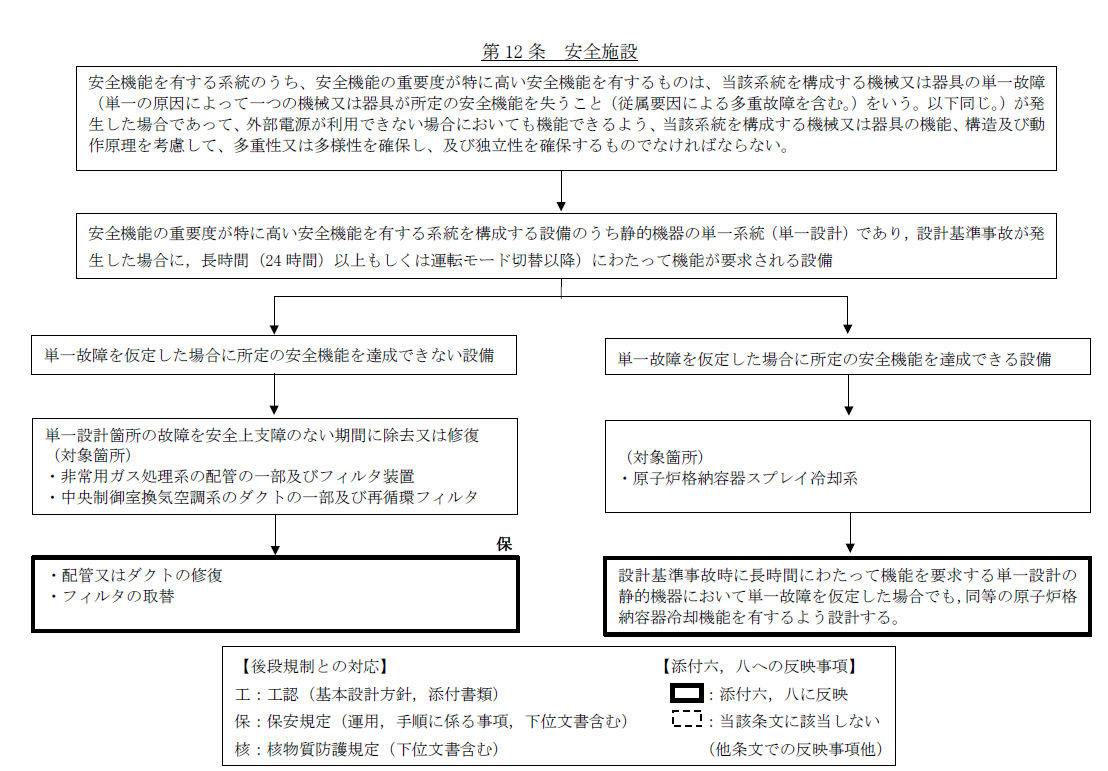 第 12 条　安全施設
安全機能を有する系統のうち、安全機能の重要度が特に高い安全機能を有するものは、当該系統を構成する機械又は器具の単一故障
（単一の原因によって一つの機械又は器具が所定の安全機能を失うこと（従属要因による多重故障を含む。）をいう。以下同じ。）が発
生した場合であって、外部電源が利用できない場合においても機能できるよう、当該系統を構成する機械又は器具の機能、構造及び動
作原理を考慮して、多重性又は多様性を確保し、及び独立性を確保するものでなければならない。
安全機能の重要度が特に高い安全機能を有する系統を構成する設備のうち静的機器の単一系統（単一設計）であり，設計基準事故が発
生した場合に，長時間（24 時間）以上もしくは運転モード切替以降）にわたって機能が要求される設備
単一故障を仮定した場合に所定の安全機能を達成できない設備
単一故障を仮定した場合に所定の安全機能を達成できる設備
単一設計箇所の故障を安全上支障のない期間に除去又は修復
（対象箇所）
・非常用ガス処理系の配管の一部及びフィルタ装置
・中央制御室換気空調系のダクトの一部及び再循環フィルタ
（対象箇所）
・原子炉格納容器スプレイ冷却系
保
・配管又はダクトの修復
・フィルタの取替
設計基準事故時に長時間にわたって機能を要求する単一設計の
静的機器において単一故障を仮定した場合でも，同等の原子炉格
納容器冷却機能を有するよう設計する。
【後段規制との対応】
工：工認（基本設計方針，添付書類）
保：保安規定（運用，手順に係る事項，下位文書含む）
核：核物質防護規定（下位文書含む）
【添付六，八への反映事項】
：添付六，八に反映
：当該条文に該当しない
（他条文での反映事項他）